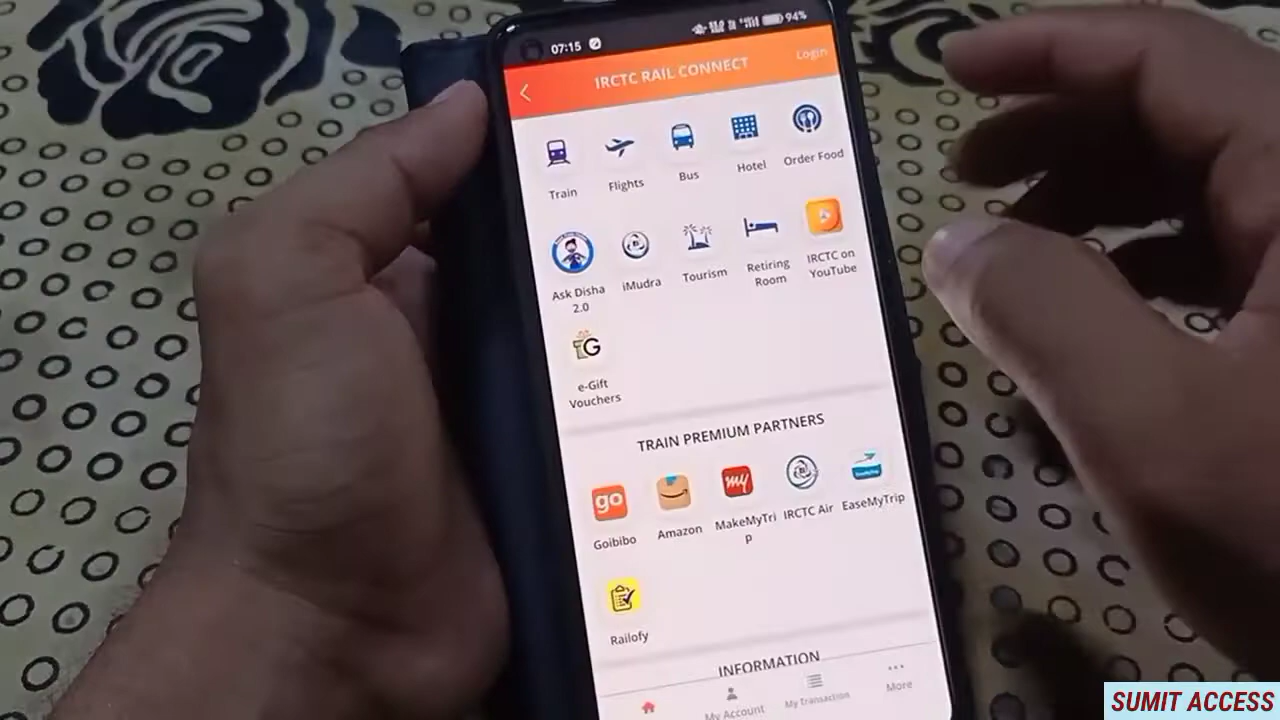 07:15
94%
IRCTC RAIL CONNECT
Login
Train
Flights
Bus
Hotel
Order Food
Ask Disha
2.0
iMudra
Tourism
Retiring
Room
IRCTC on
YouTube
G
e-Gift
Vouchers
TRAIN PREMIUM PARTNERS
go
my
Goibibo
Amazon
MakeMyTri
p
IRCTC Air
EaseMyTrip
Railofy
INFORMATION
My Account
My transaction
More
SUMIT ACCESS